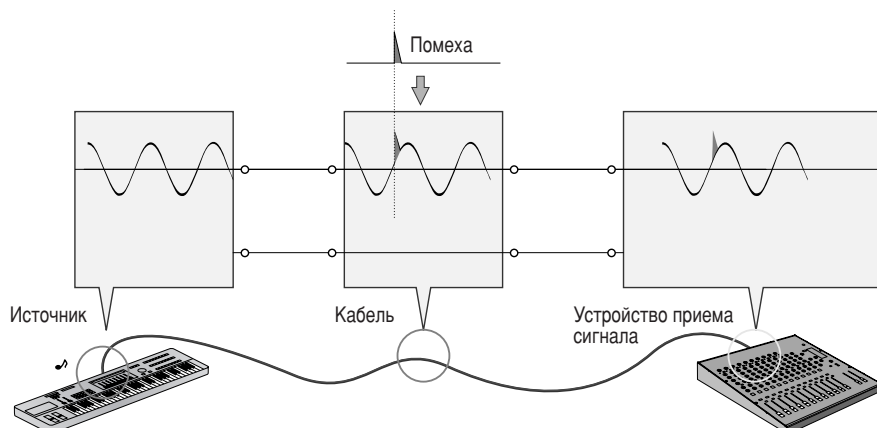 Помеха
Источник
Кабель
Устройство приема
сигнала